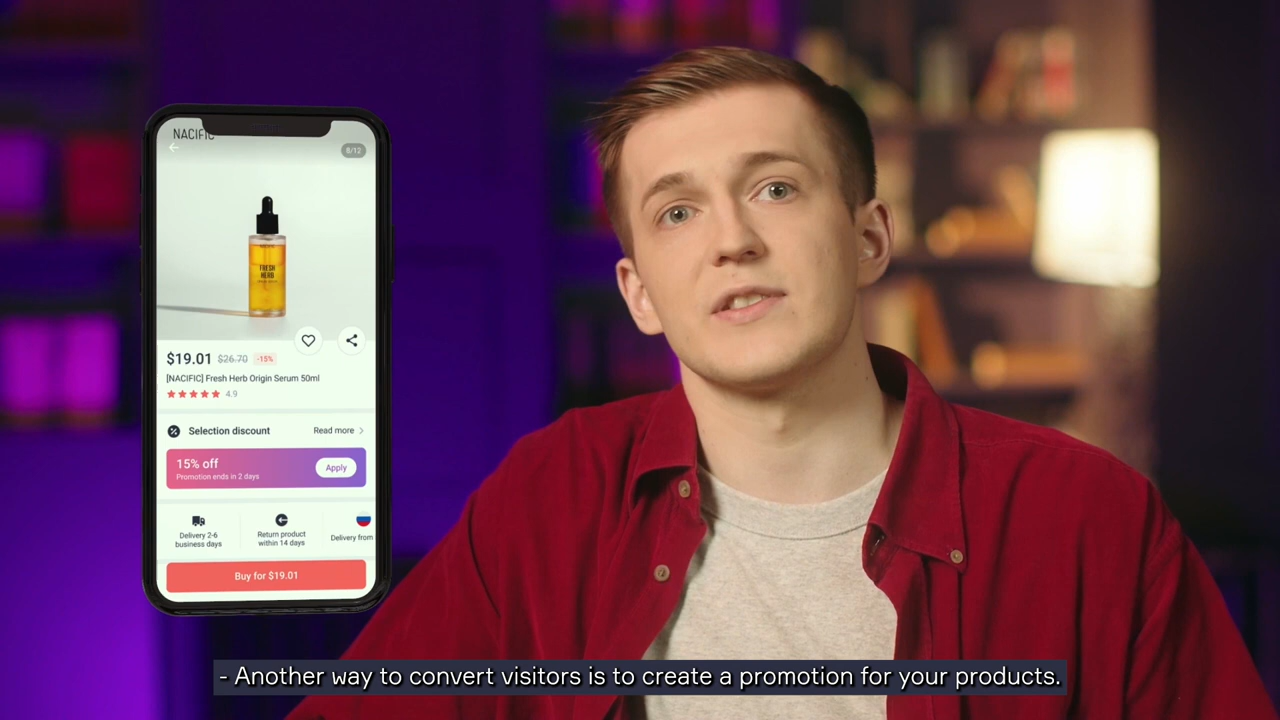 NACIFIC
8/12
FRESH
HERB
$19.01 $26.70 -15%
[NACIFIC] Fresh Herb Origin Serum 50ml
4.9
Selection discount Read more
15% off
Promotion ends in 2 days
Apply
Delivery 2-6
business days
Return product
within 14 days
Delivery from
Buy for $19.01
- Another way to convert visitors is to create a promotion for your products.